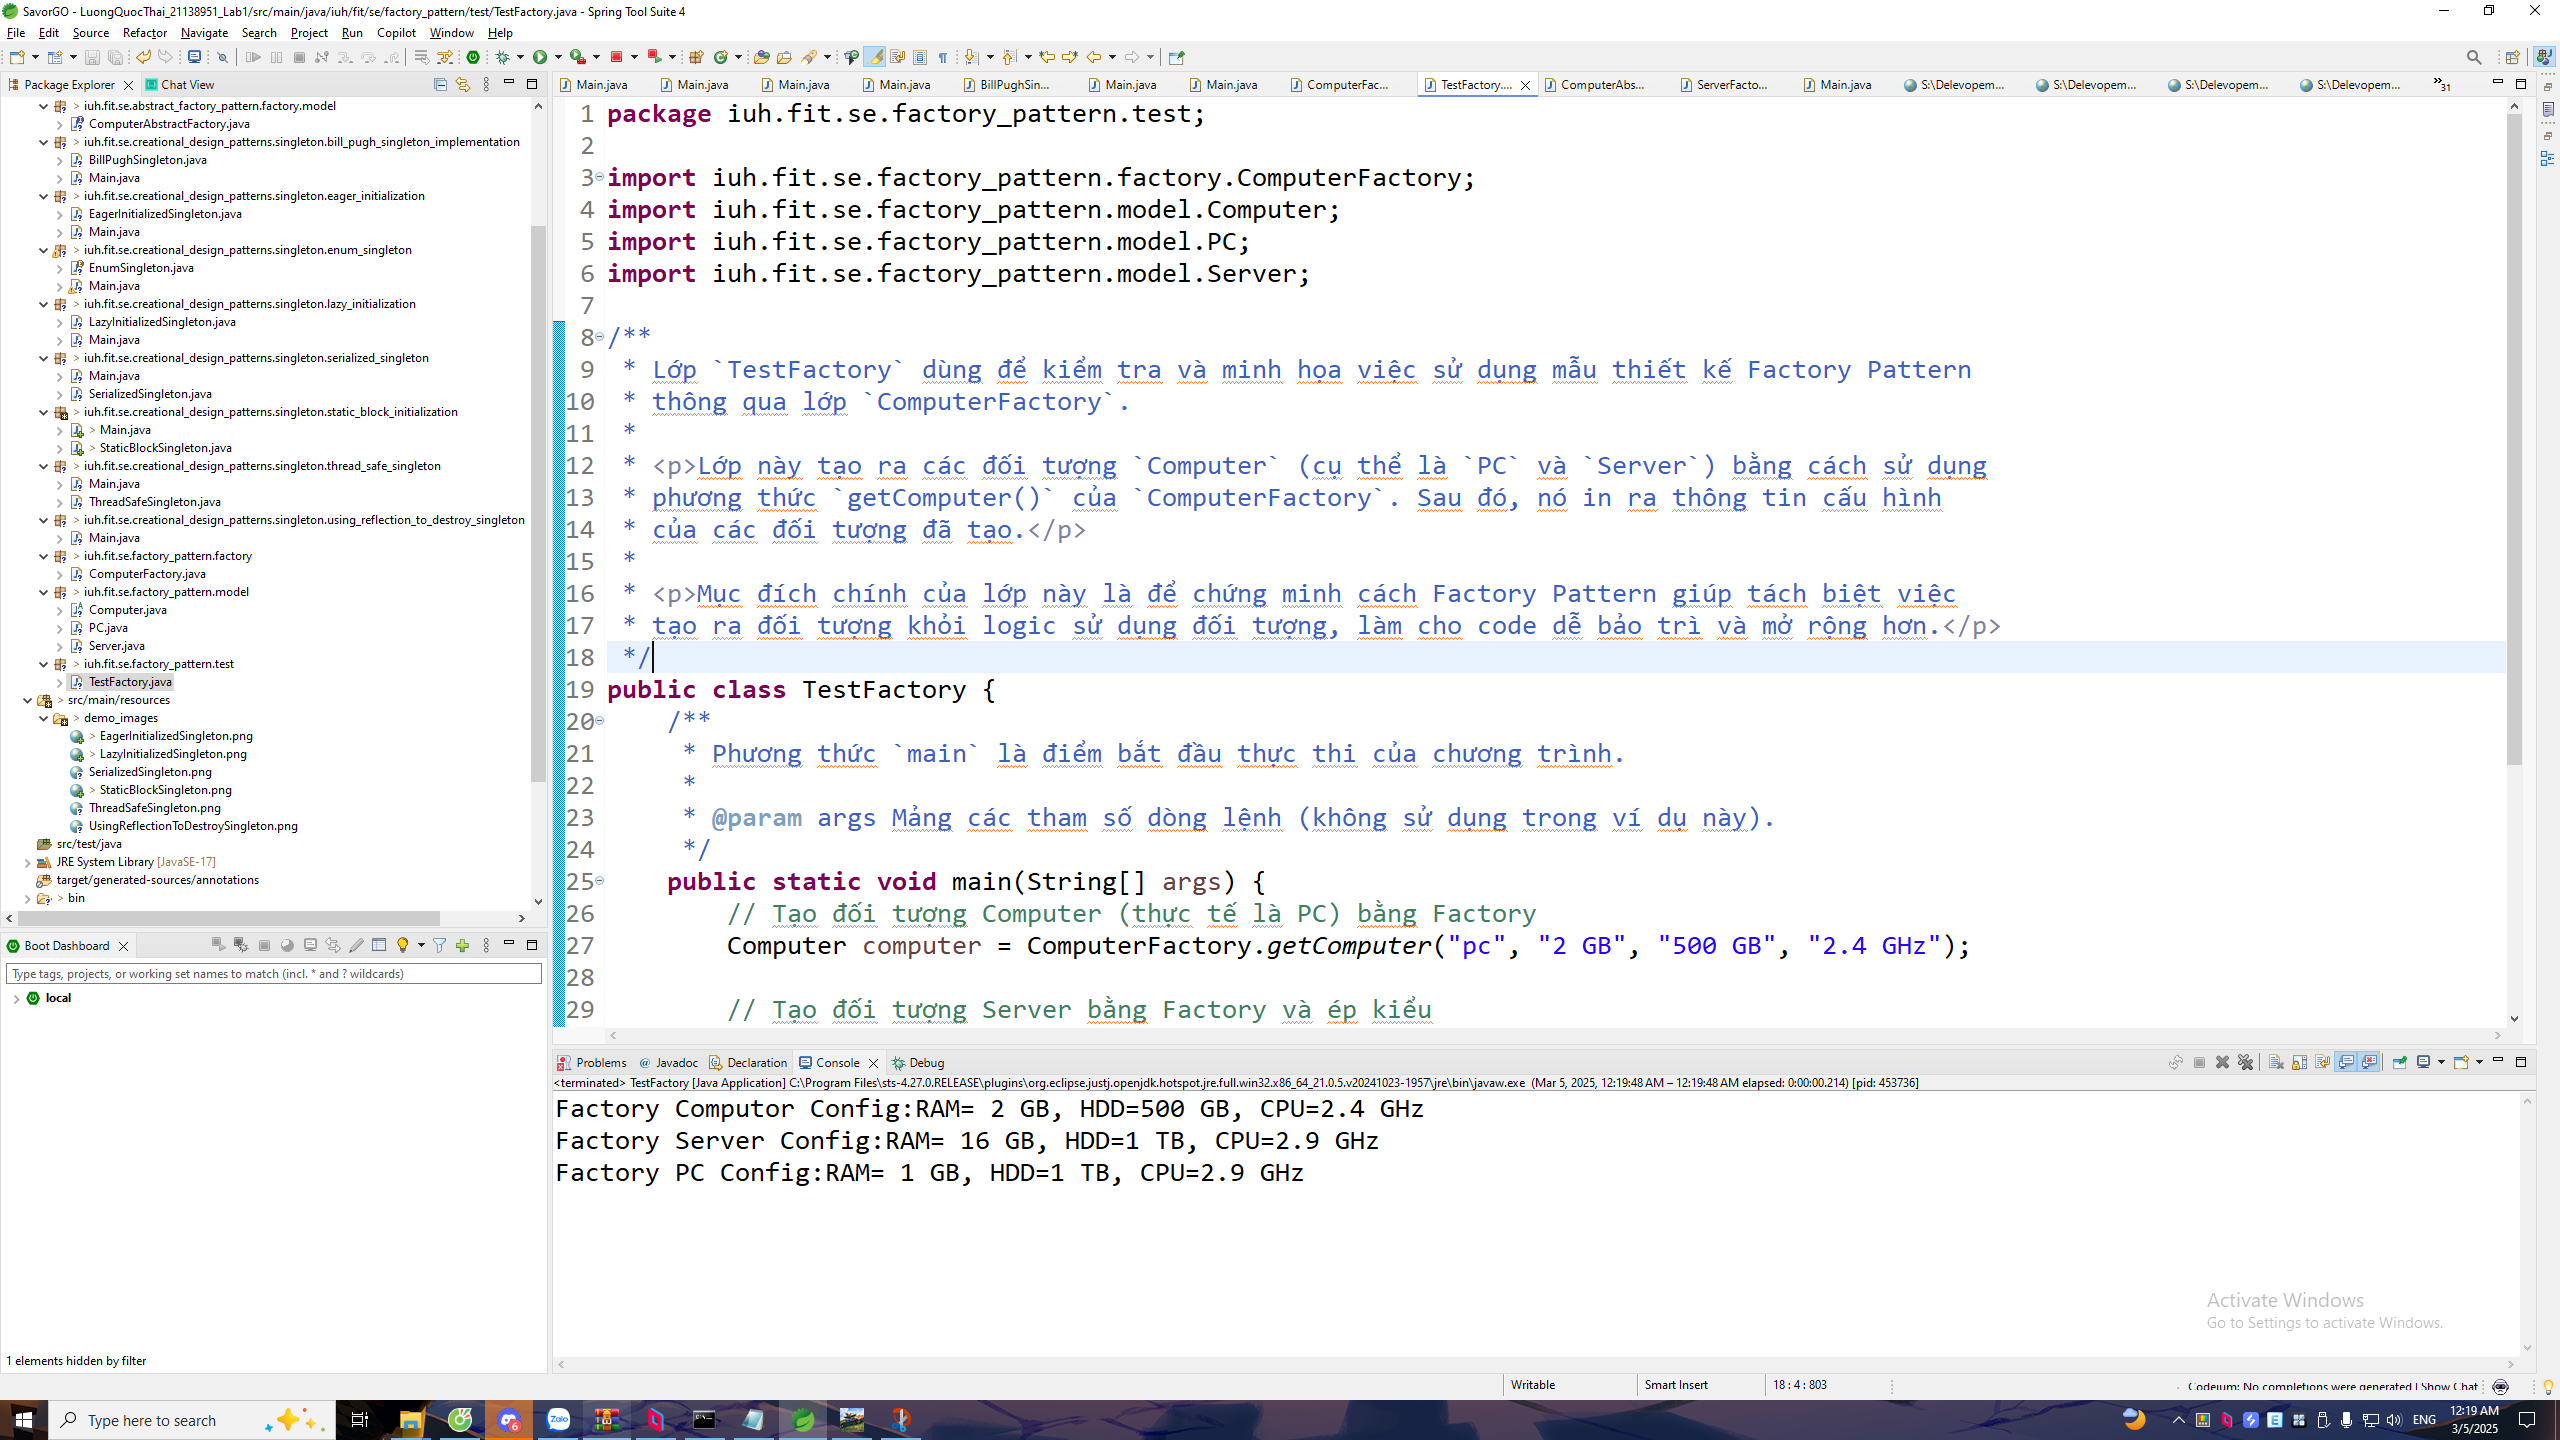 SavorGO - LuongQuocThai_21138951_Lab1/src/main/java/iuh/fit/se/factory_pattern/test/TestFactory.java - Spring Tool Suite 4
File Edit Source Refactor Navigate Search Project Run Copilot Window Help
Package Explorer
Chat View
> iuh.fit.se.abstract_factory_pattern.factory.model
ComputerAbstractFactory.java
> iuh.fit.se.creational_design_patterns.singleton.bill_pugh_singleton_implementation
BillPughSingleton.java
Main.java
> iuh.fit.se.creational_design_patterns.singleton.eager_initialization
EagerInitializedSingleton.java
Main.java
> iuh.fit.se.creational_design_patterns.singleton.enum_singleton
EnumSingleton.java
Main.java
> iuh.fit.se.creational_design_patterns.singleton.lazy_initialization
LazyInitializedSingleton.java
Main.java
> iuh.fit.se.creational_design_patterns.singleton.serialized_singleton
Main.java
SerializedSingleton.java
> iuh.fit.se.creational_design_patterns.singleton.static_block_initialization
> Main.java
> StaticBlockSingleton.java
> iuh.fit.se.creational_design_patterns.singleton.thread_safe_singleton
Main.java
ThreadSafeSingleton.java
> iuh.fit.se.creational_design_patterns.singleton.using_reflection_to_destroy_singleton
Main.java
> iuh.fit.se.factory_pattern.factory
ComputerFactory.java
> iuh.fit.se.factory_pattern.model
Computer.java
PC.java
Server.java
> iuh.fit.se.factory_pattern.test
TestFactory.java
> src/main/resources
> demo_images
> EagerInitializedSingleton.png
> LazyInitializedSingleton.png
SerializedSingleton.png
> StaticBlockSingleton.png
ThreadSafeSingleton.png
UsingReflectionToDestroySingleton.png
src/test/java
JRE System Library [JavaSE-17]
target/generated-sources/annotations
> bin
Boot Dashboard
Type tags, projects, or working set names to match (incl. * and ? wildcards)
local
1 elements hidden by filter
Main.java Main.java Main.java Main.java BillPughSin... Main.java Main.java ComputerFac... TestFactory.... ComputerAbs... ServerFacto... Main.java S:\Delevopem... S:\Delevopem... S:\Delevopem... S:\Delevopem... »31
1 package iuh.fit.se.factory_pattern.test;
2
3 import iuh.fit.se.factory_pattern.factory.ComputerFactory;
4 import iuh.fit.se.factory_pattern.model.Computer;
5 import iuh.fit.se.factory_pattern.model.PC;
6 import iuh.fit.se.factory_pattern.model.Server;
7
8 /**
9 * Lớp `TestFactory` dùng để kiểm tra và minh họa việc sử dụng mẫu thiết kế Factory Pattern
10 * thông qua lớp `ComputerFactory`.
11 *
12 * <p>Lớp này tạo ra các đối tượng `Computer` (cụ thể là `PC` và `Server`) bằng cách sử dụng
13 * phương thức `getComputer()` của `ComputerFactory`. Sau đó, nó in ra thông tin cấu hình
14 * của các đối tượng đã tạo.</p>
15 *
16 * <p>Mục đích chính của lớp này là để chứng minh cách Factory Pattern giúp tách biệt việc
17 * tạo ra đối tượng khỏi logic sử dụng đối tượng, làm cho code dễ bảo trì và mở rộng hơn.</p>
18 */
19 public class TestFactory {
20 /**
21 * Phương thức `main` là điểm bắt đầu thực thi của chương trình.
22 *
23 * @param args Mảng các tham số dòng lệnh (không sử dụng trong ví dụ này).
24 */
25 public static void main(String[] args) {
26 // Tạo đối tượng Computer (thực tế là PC) bằng Factory
27 Computer computer = ComputerFactory.getComputer("pc", "2 GB", "500 GB", "2.4 GHz");
28
29 // Tạo đối tượng Server bằng Factory và ép kiểu
Problems Javadoc Declaration Console Debug
<terminated> TestFactory [Java Application] C:\Program Files\sts-4.27.0.RELEASE\plugins\org.eclipse.justj.openjdk.hotspot.jre.full.win32.x86_64_21.0.5.v20241023-1957\jre\bin\javaw.exe (Mar 5, 2025, 12:19:48 AM – 12:19:48 AM elapsed: 0:00:00.214) [pid: 453736]
Factory Computor Config:RAM= 2 GB, HDD=500 GB, CPU=2.4 GHz
Factory Server Config:RAM= 16 GB, HDD=1 TB, CPU=2.9 GHz
Factory PC Config:RAM= 1 GB, HDD=1 TB, CPU=2.9 GHz
Activate Windows
Go to Settings to activate Windows.
Writable Smart Insert 18 : 4 : 803 Codeium: No completions were generated | Show Chat
Type here to search
6
Zalo
ENG
12:19 AM
3/5/2025